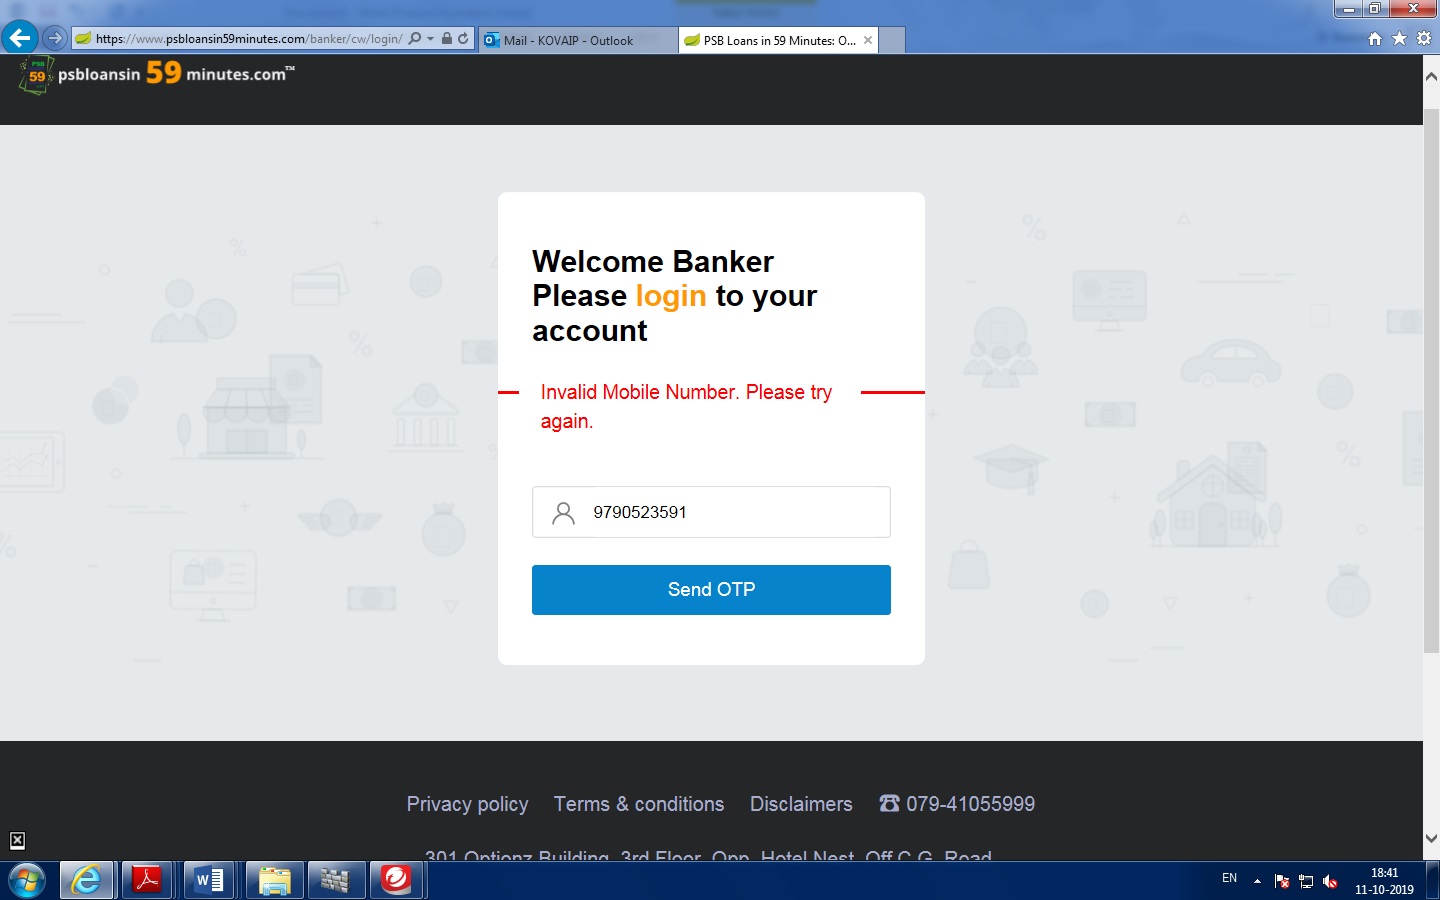 https://www.psbloansin59minutes.com/banker/cw/login/
Mail - KOVAIP - Outlook
PSB Loans in 59 Minutes: O...
PSB
59
psbloansin 59 minutes.com™
Welcome Banker
Please login to your
account
Invalid Mobile Number. Please try
again.
9790523591
Send OTP
Privacy policy
Terms & conditions
Disclaimers
079-41055999
301 Optionz Building, 3rd Floor, Opp. Hotel Nest, Off C.G. Road,
EN
18:41
11-10-2019